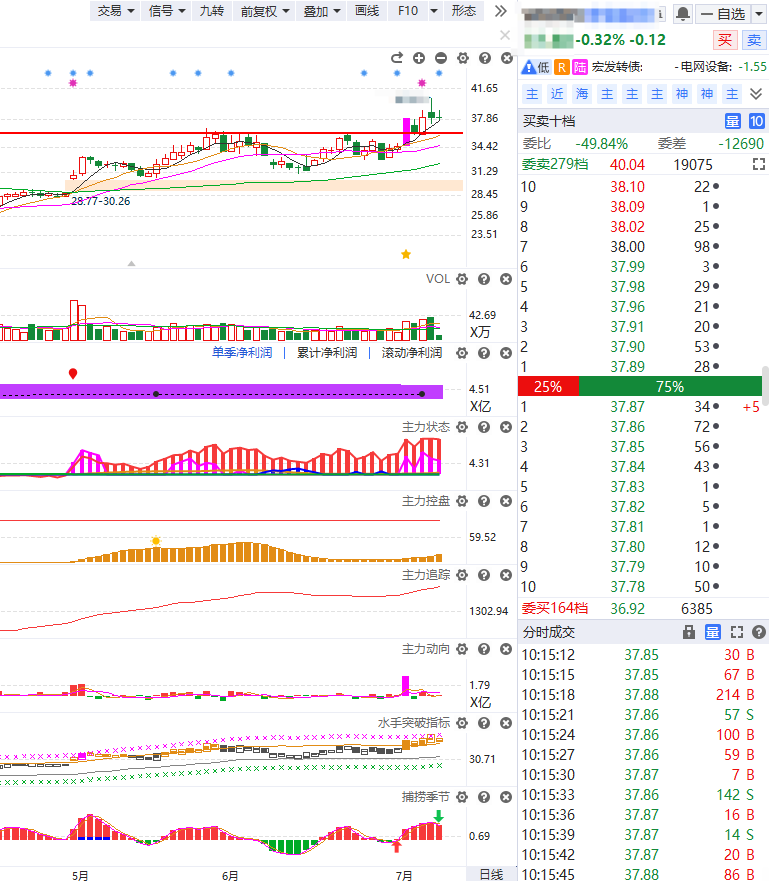 交易 信号 九转 前复权 叠加 画线 F10 形态
41.65
37.86
34.42
31.29
28.45
25.86
23.51
28.77-30.26
VOL
42.69
X万
单季净利润 | 累计净利润 | 滚动净利润
4.51
X亿
主力状态
4.31
主力控盘
59.52
主力追踪
1302.94
主力动向
1.79
X亿
水手突破指标
30.71
捕捞季节
0.69
5月 6月 7月 日线
一 自选
-0.32% -0.12 买 卖
低 R 陆 宏发转债: -电网设备: -1.55
主 近 海 主 主 主 神 神 主
买卖十档 量 10
委比 -49.84% 委差 -12690
委卖279档 40.04 19075
10 38.10 22
9 38.09 1
8 38.02 25
7 38.00 98
6 37.99 3
5 37.98 29
4 37.96 21
3 37.91 20
2 37.90 53
1 37.89 28
25% 75%
1 37.87 34 +5
2 37.86 72
3 37.85 56
4 37.84 43
5 37.83 1
6 37.82 5
7 37.81 1
8 37.80 12
9 37.79 10
10 37.78 50
委买164档 36.92 6385
分时成交 量
10:15:12 37.85 30 B
10:15:15 37.85 67 B
10:15:18 37.88 214 B
10:15:21 37.86 57 S
10:15:24 37.86 100 B
10:15:27 37.86 59 B
10:15:30 37.87 7 B
10:15:33 37.86 142 S
10:15:36 37.87 16 B
10:15:39 37.87 14 S
10:15:42 37.87 20 B
10:15:45 37.88 86 B